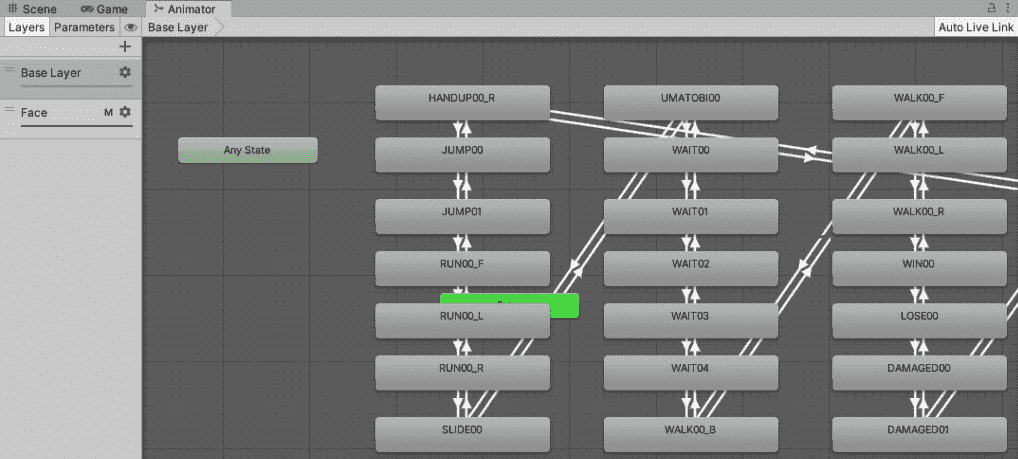 Scene Game Animator
Layers Parameters Base Layer Auto Live Link
Base Layer
Face M
Any State
HANDUP00_R
JUMP00
JUMP01
RUN00_F
RUN00_L
RUN00_R
SLIDE00
UMATOBI00
WAIT00
WAIT01
WAIT02
WAIT03
WAIT04
WALK00_B
WALK00_F
WALK00_L
WALK00_R
WIN00
LOSE00
DAMAGED00
DAMAGED01